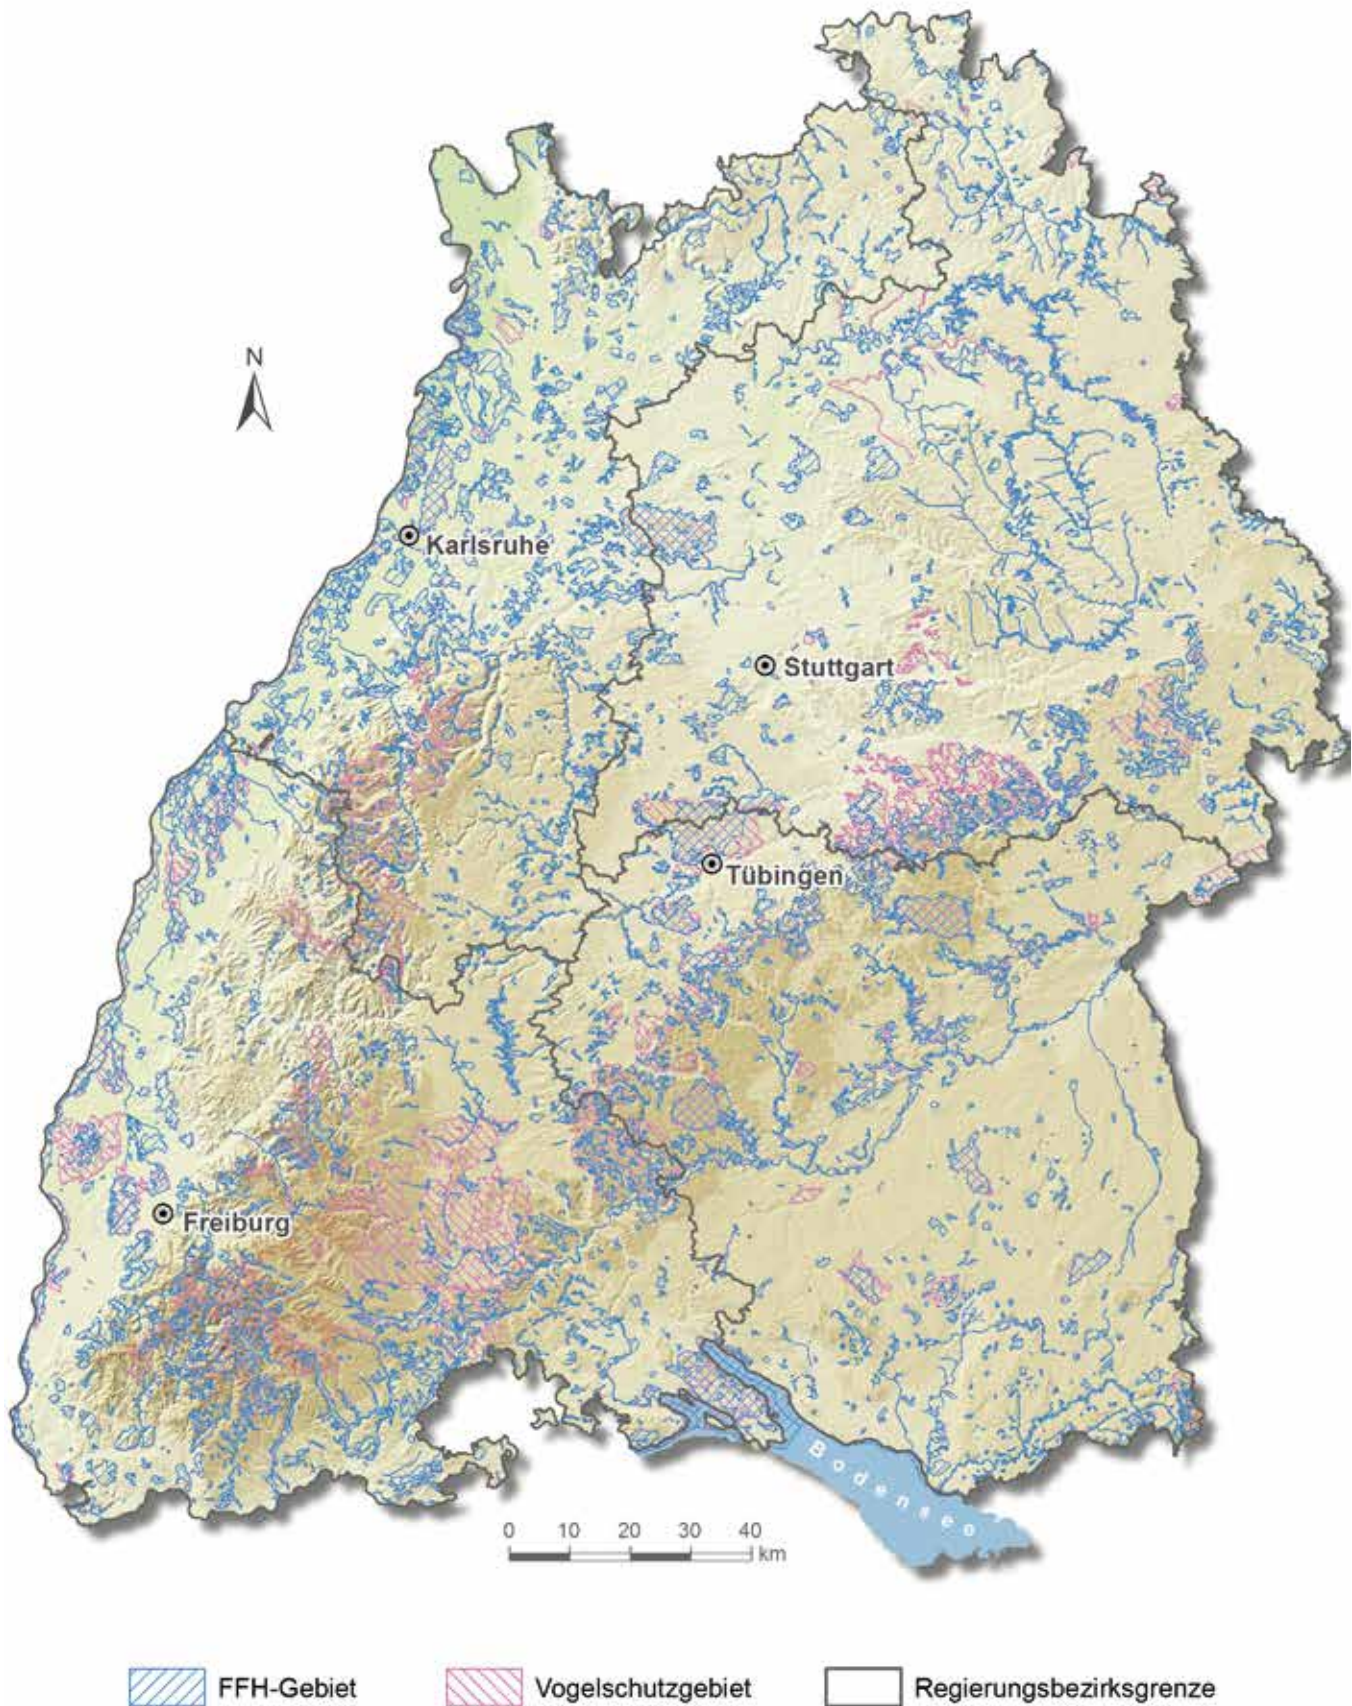 N
Karlsruhe
Stuttgart
Tübingen
Freiburg
Bodensee
0 10 20 30 40
km
FFH-Gebiet Vogelschutzgebiet Regierungsbezirksgrenze